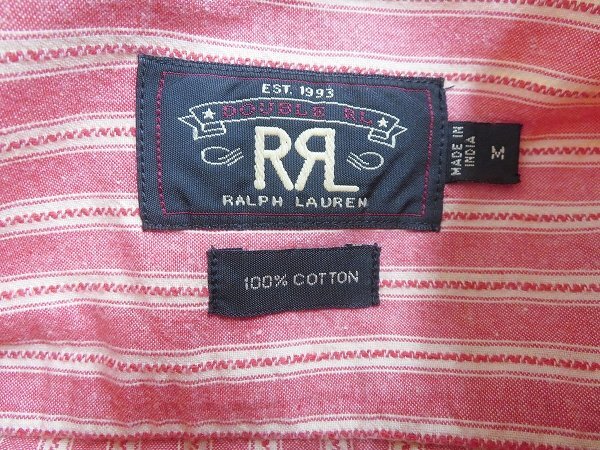 EST. 1993
DOUBLE RL
RRL
RALPH LAUREN
MADE IN
INDIA
M
100% COTTON